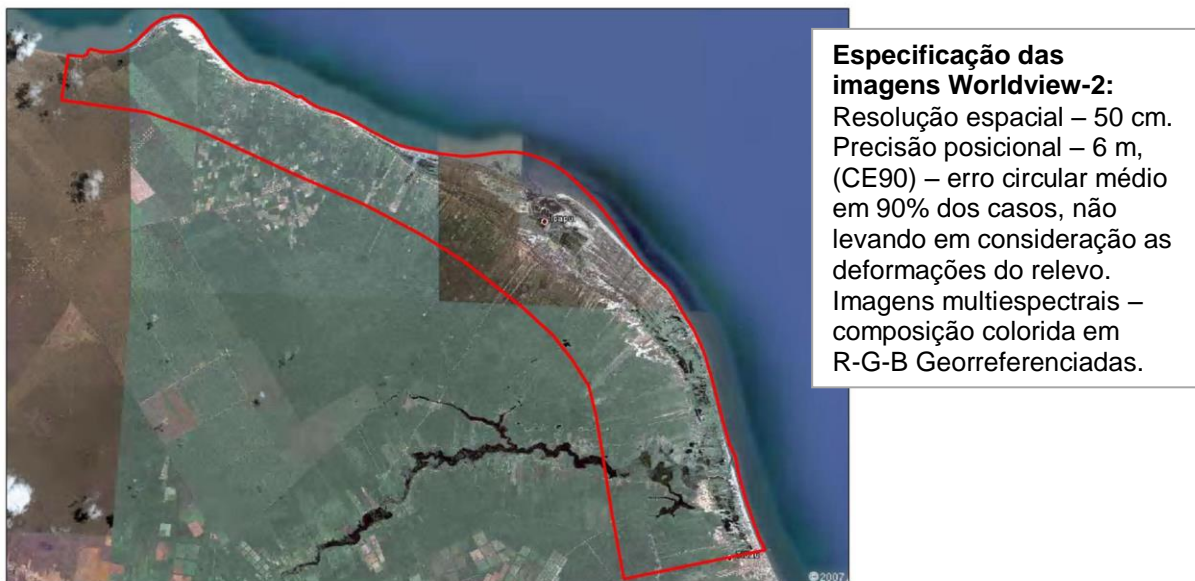 Especificação das
imagens Worldview-2:
Resolução espacial – 50 cm.
Precisão posicional – 6 m,
(CE90) – erro circular médio
em 90% dos casos, não
levando em consideração as
deformações do relevo.
Imagens multiespectrais –
composição colorida em
R-G-B Georreferenciadas.
©2007